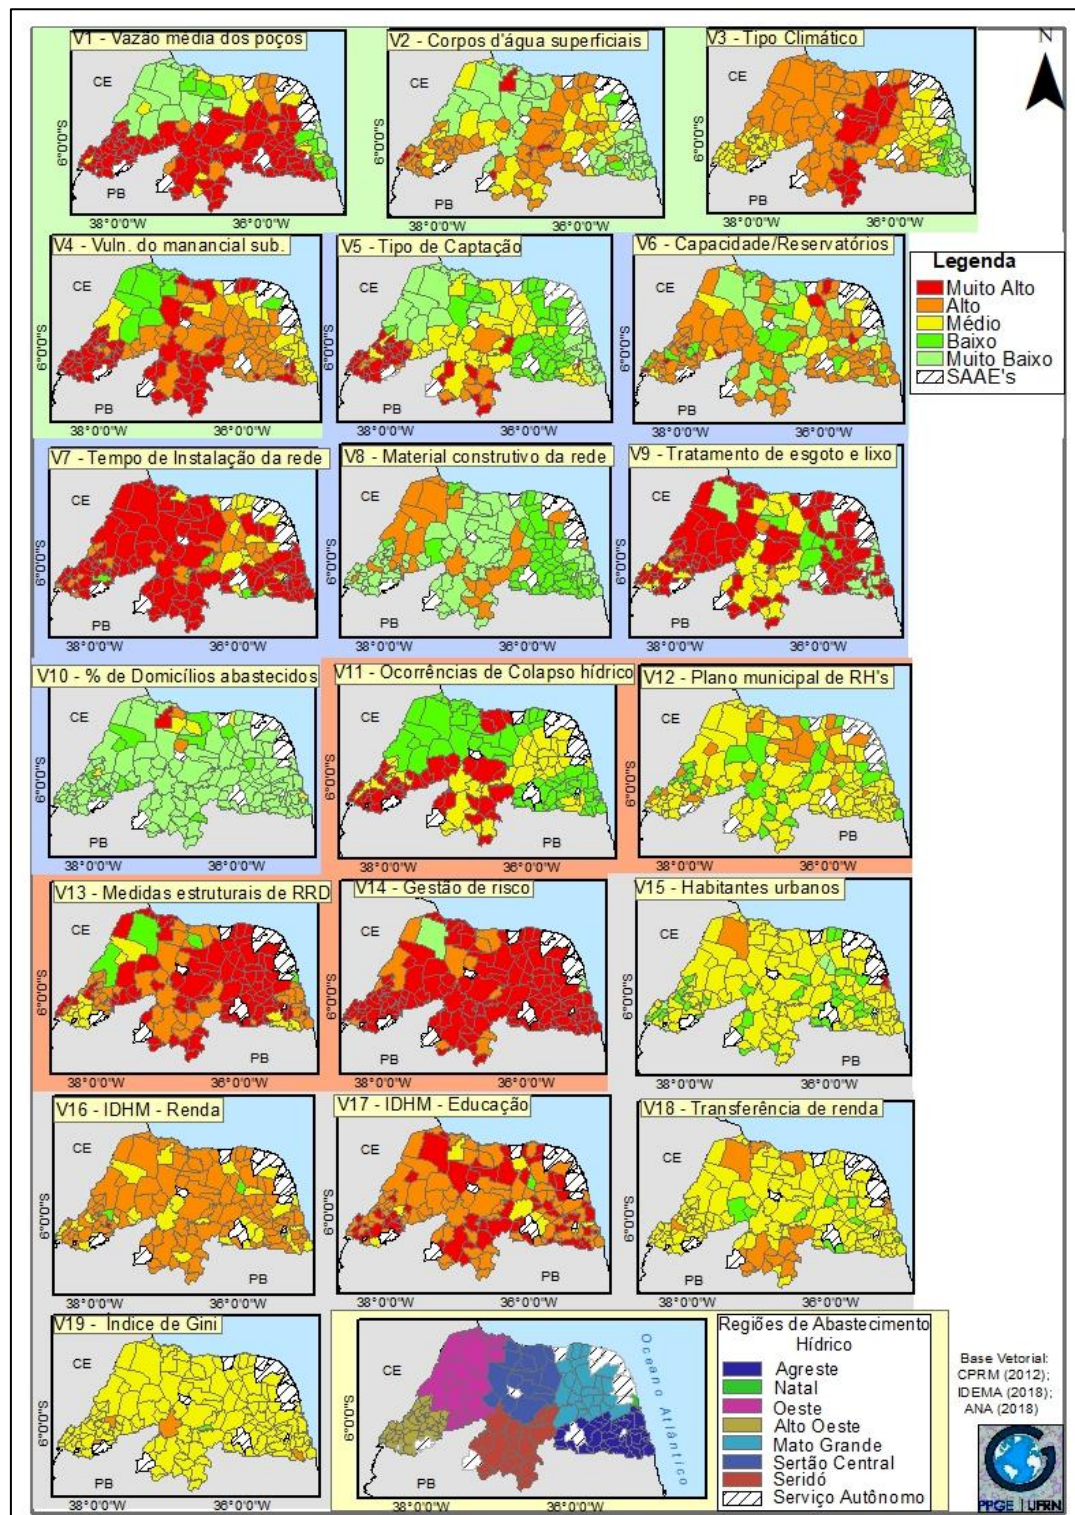 V1 - Vazão média dos poços
CE
PB
6°0'0"S
38°0'0"W
36°0'0"W
V2 - Corpos d'água superficiais
CE
PB
6°0'0"S
38°0'0"W
36°0'0"W
V3 - Tipo Climático
CE
PB
6°0'0"S
38°0'0"W
36°0'0"W
N
V4 - Vuln. do manancial sub.
CE
PB
6°0'0"S
38°0'0"W
36°0'0"W
V5 - Tipo de Captação
CE
PB
6°0'0"S
38°0'0"W
36°0'0"W
V6 - Capacidade/Reservatórios
CE
PB
6°0'0"S
38°0'0"W
36°0'0"W
Legenda
Muito Alto
Alto
Médio
Baixo
Muito Baixo
SAAE's
V7 - Tempo de Instalação da rede
CE
PB
6°0'0"S
38°0'0"W
36°0'0"W
V8 - Material construtivo da rede
CE
PB
6°0'0"S
38°0'0"W
36°0'0"W
V9 - Tratamento de esgoto e lixo
CE
PB
6°0'0"S
38°0'0"W
36°0'0"W
V10 - % de Domicílios abastecidos
CE
PB
6°0'0"S
38°0'0"W
36°0'0"W
V11 - Ocorrências de Colapso hídrico
CE
PB
6°0'0"S
38°0'0"W
36°0'0"W
V12 - Plano municipal de RH's
CE
PB
6°0'0"S
38°0'0"W
36°0'0"W
V13 - Medidas estruturais de RRD
CE
PB
6°0'0"S
38°0'0"W
36°0'0"W
V14 - Gestão de risco
CE
PB
6°0'0"S
38°0'0"W
36°0'0"W
V15 - Habitantes urbanos
CE
PB
6°0'0"S
38°0'0"W
36°0'0"W
V16 - IDHM - Renda
CE
PB
6°0'0"S
38°0'0"W
36°0'0"W
V17 - IDHM - Educação
CE
PB
6°0'0"S
38°0'0"W
36°0'0"W
V18 - Transferência de renda
CE
PB
6°0'0"S
38°0'0"W
36°0'0"W
V19 - Índice de Gini
CE
PB
6°0'0"S
38°0'0"W
36°0'0"W
CE
PB
Oceano Atlântico
6°0'0"S
38°0'0"W
36°0'0"W
Regiões de Abastecimento
Hídrico
Agreste
Natal
Oeste
Alto Oeste
Mato Grande
Sertão Central
Seridó
Serviço Autônomo
Base Vetorial:
CPRM (2012);
IDEMA (2018);
ANA (2018)
PPGE | UFRN